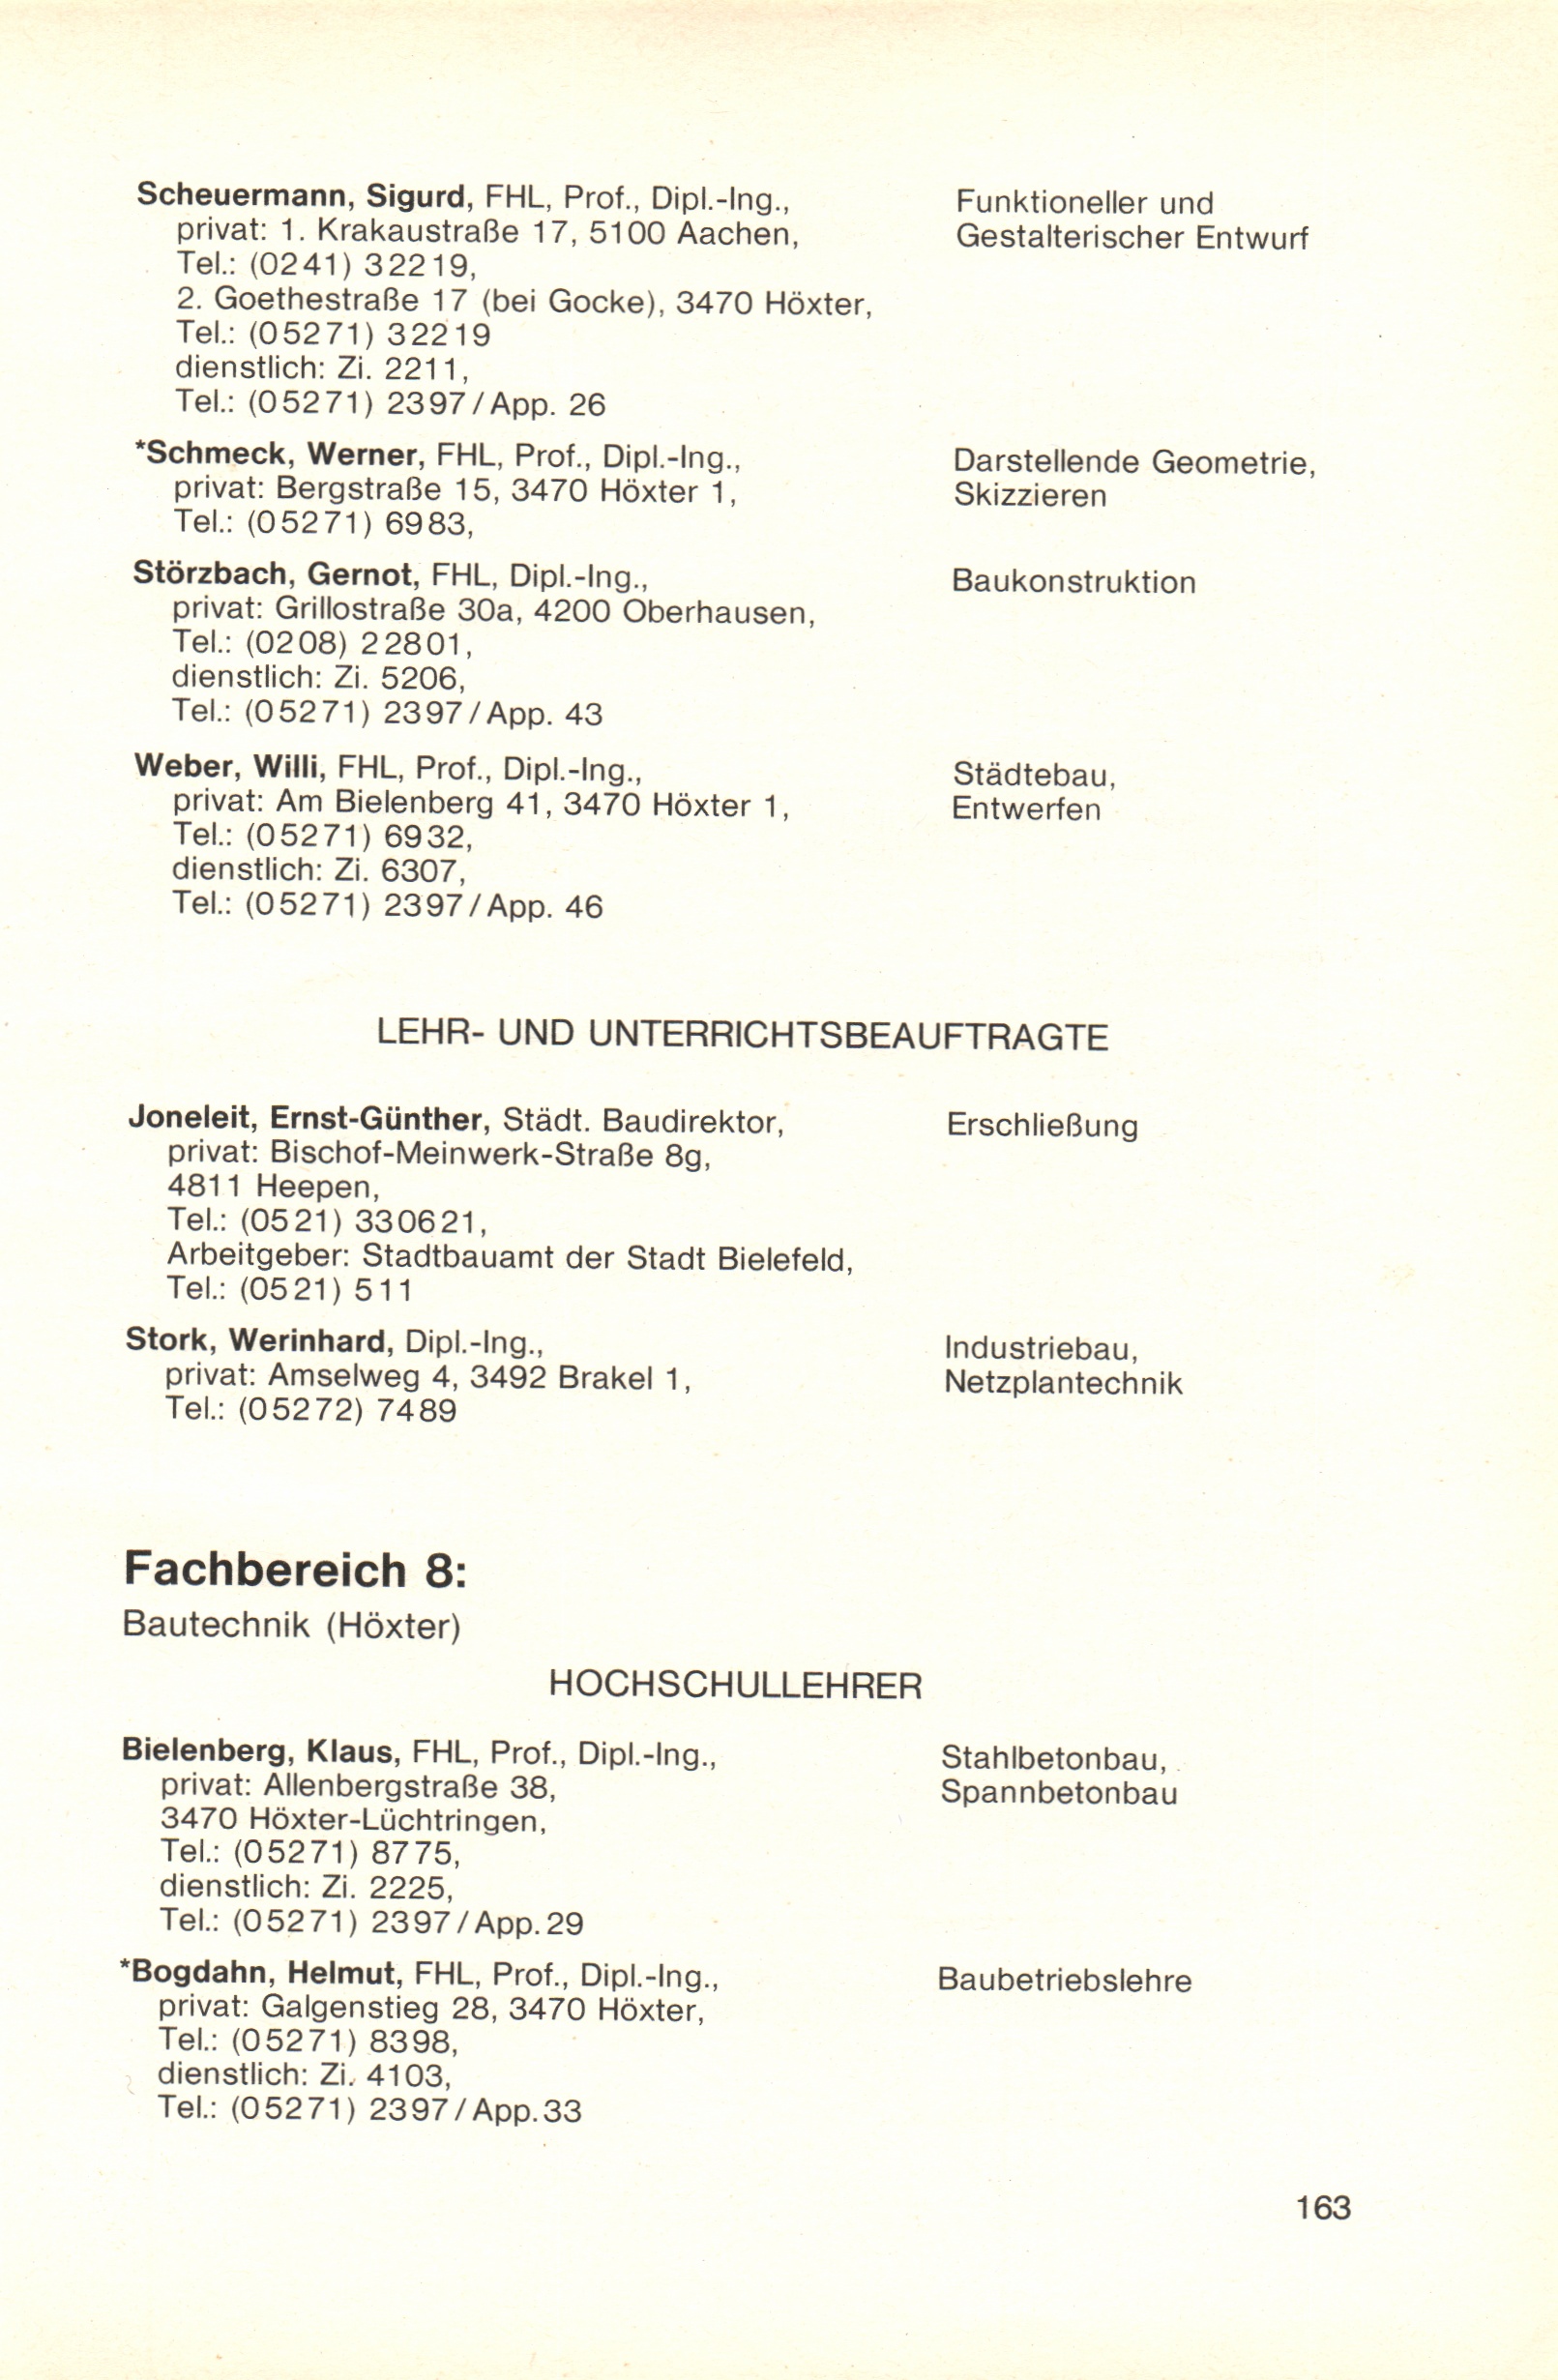 Scheuermann, Sigurd, FHL, Prof., Dipl.-Ing.,
privat: 1. Krakaustraße 17, 5100 Aachen,
Tel.: (0241) 32219,
2. Goethestraße 17 (bei Gocke), 3470 Höxter,
Tel.: (05271) 32219
dienstlich: Zi. 2211,
Tel.: (05271) 2397/App. 26
Funktioneller und
Gestalterischer Entwurf
*Schmeck, Werner, FHL, Prof., Dipl.-Ing.,
privat: Bergstraße 15, 3470 Höxter 1,
Tel.: (05271) 6983,
Darstellende Geometrie,
Skizzieren
Störzbach, Gernot, FHL, Dipl.-Ing.,
privat: Grillostraße 30a, 4200 Oberhausen,
Tel.: (0208) 22801,
dienstlich: Zi. 5206,
Tel.: (05271) 2397/App. 43
Baukonstruktion
Weber, Willi, FHL, Prof., Dipl.-Ing.,
privat: Am Bielenberg 41, 3470 Höxter 1,
Tel.: (05271) 6932,
dienstlich: Zi. 6307,
Tel.: (05271) 2397/App. 46
Städtebau,
Entwerfen
LEHR- UND UNTERRICHTSBEAUFTRAGTE
Joneleit, Ernst-Günther, Städt. Baudirektor,
privat: Bischof-Meinwerk-Straße 8g,
4811 Heepen,
Tel.: (0521) 330621,
Arbeitgeber: Stadtbauamt der Stadt Bielefeld,
Tel.: (0521) 511
Erschließung
Stork, Werinhard, Dipl.-Ing.,
privat: Amselweg 4, 3492 Brakel 1,
Tel.: (05272) 7489
Industriebau,
Netzplantechnik
Fachbereich 8:
Bautechnik (Höxter)
HOCHSCHULLEHRER
Bielenberg, Klaus, FHL, Prof., Dipl.-Ing.,
privat: Allenbergstraße 38,
3470 Höxter-Lüchtringen,
Tel.: (05271) 8775,
dienstlich: Zi. 2225,
Tel.: (05271) 2397/App. 29
Stahlbetonbau,
Spannbetonbau
*Bogdahn, Helmut, FHL, Prof., Dipl.-Ing.,
privat: Galgenstieg 28, 3470 Höxter,
Tel.: (05271) 8398,
dienstlich: Zi. 4103,
Tel.: (05271) 2397/App. 33
Baubetriebslehre
163